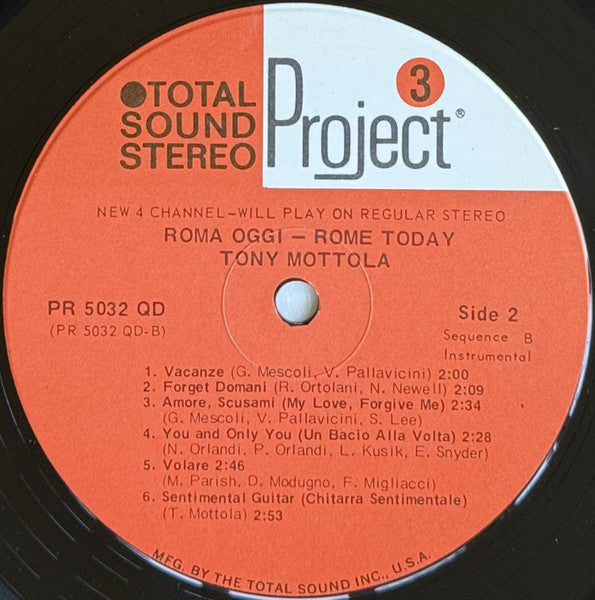 ●TOTAL
SOUND
STEREO
Project 3®
NEW 4 CHANNEL—WILL PLAY ON REGULAR STEREO
ROMA OGGI — ROME TODAY
TONY MOTTOLA
PR 5032 QD
(PR 5032 QD-B)
Side 2
Sequence B
Instrumental
1. Vacanze (G. Mescoli, V. Pallavicini) 2:00
2. Forget Domani (R. Ortolani, N. Newell) 2:09
3. Amore, Scusami (My Love, Forgive Me) 2:34
(G. Mescoli, V. Pallavicini, S. Lee)
4. You and Only You (Un Bacio Alla Volta) 2:28
(N. Orlandi, P. Orlandi, L. Kusik, E. Snyder)
5. Volare 2:46
(M. Parish, D. Modugno, F. Migliacci)
6. Sentimental Guitar (Chitarra Sentimentale)
(T. Mottola) 2:53
MFG. BY THE TOTAL SOUND INC., U.S.A.